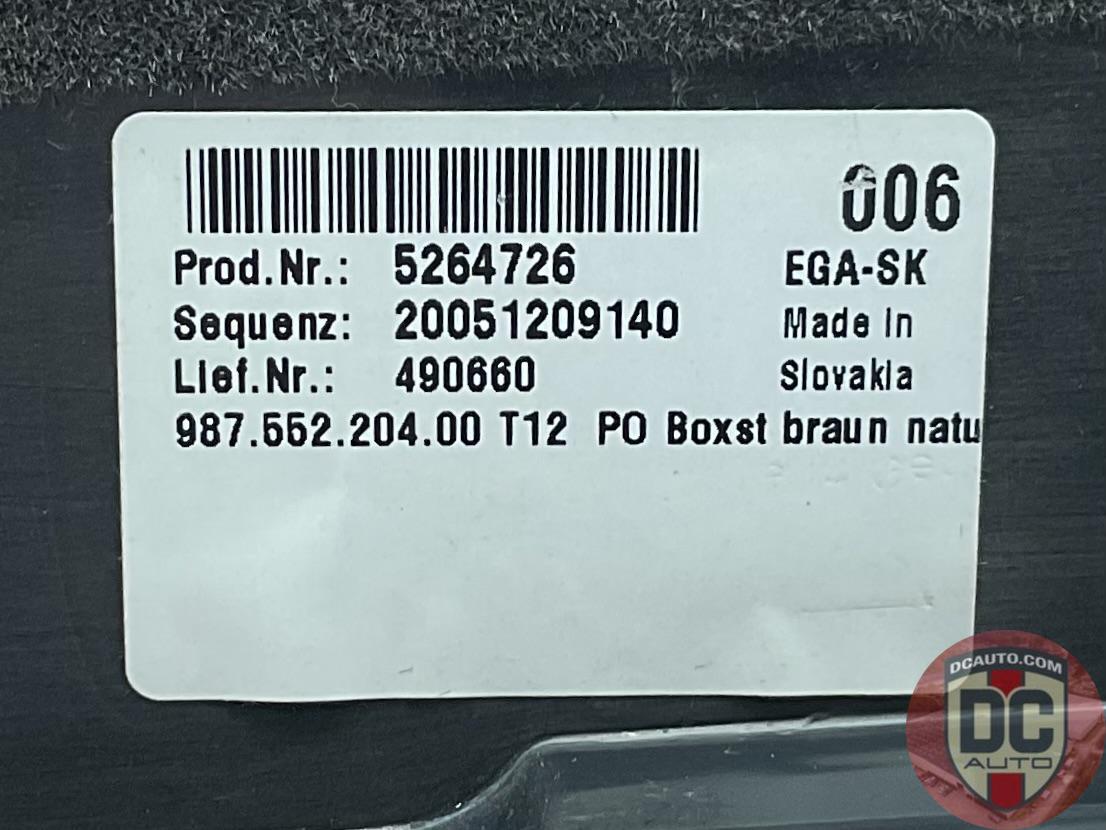 006
Prod.Nr.: 5264726 EGA-SK
Sequenz: 20051209140 Made in
Lief.Nr.: 490660 Slovakia
987.552.204.00 T12 PO Boxst braun natu
DCAUTO.COM
DC
AUTO